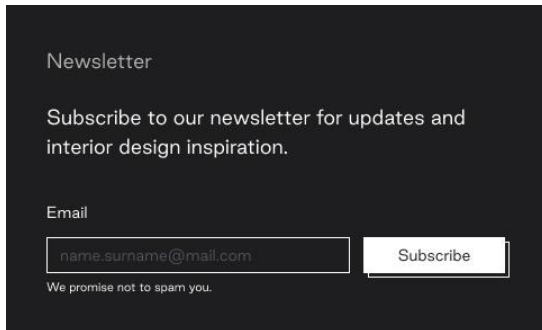 Newsletter
Subscribe to our newsletter for updates and
interior design inspiration.
Email
name.surname@mail.com
Subscribe
We promise not to spam you.